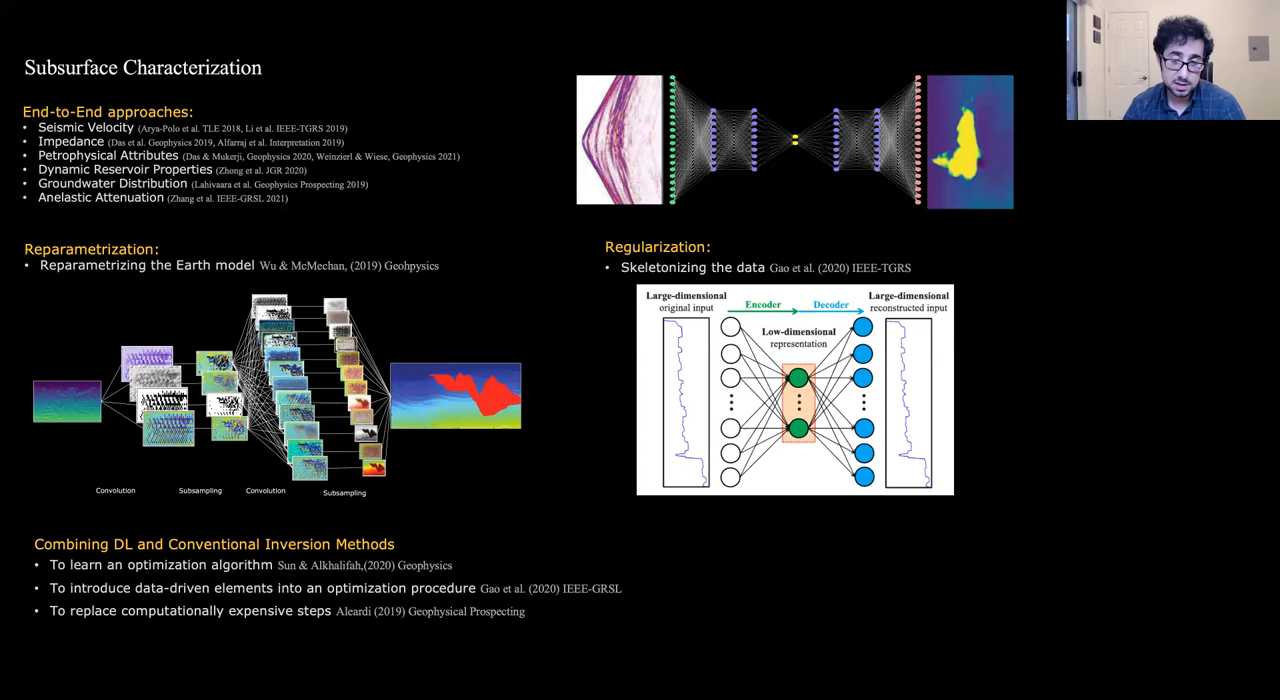 Subsurface Characterization
End-to-End approaches:
• Seismic Velocity (Arya-Polo et al. TLE 2018, Li et al. IEEE-TGRS 2019)
• Impedance (Das et al. Geophysics 2019, Alfarraj et al. Interpretation 2019)
• Petrophysical Attributes (Das & Mukerji, Geophysics 2020, Weinzierl & Wiese, Geophysics 2021)
• Dynamic Reservoir Properties (Zhong et al. JGR 2020)
• Groundwater Distribution (Lahivaara et al. Geophysics Prospecting 2019)
• Anelastic Attenuation (Zhang et al. IEEE-GRSL 2021)
Reparametrization:
• Reparametrizing the Earth model Wu & McMechan, (2019) Geohpysics
Convolution
Subsampling
Convolution
Subsampling
Regularization:
• Skeletonizing the data Gao et al. (2020) IEEE-TGRS
Large-dimensional
original input
Encoder
Decoder
Large-dimensional
reconstructed input
Low-dimensional
representation
Combining DL and Conventional Inversion Methods
• To learn an optimization algorithm Sun & Alkhalifah,(2020) Geophysics
• To introduce data-driven elements into an optimization procedure Gao et al. (2020) IEEE-GRSL
• To replace computationally expensive steps Aleardi (2019) Geophysical Prospecting